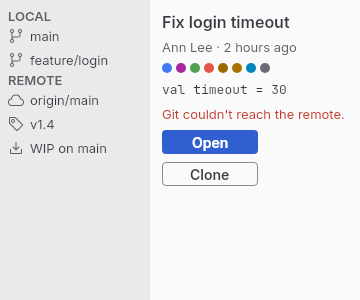 LOCAL
main
feature/login
REMOTE
origin/main
v1.4
WIP on main
Fix login timeout
Ann Lee · 2 hours ago
val timeout = 30
Git couldn't reach the remote.
Open
Clone